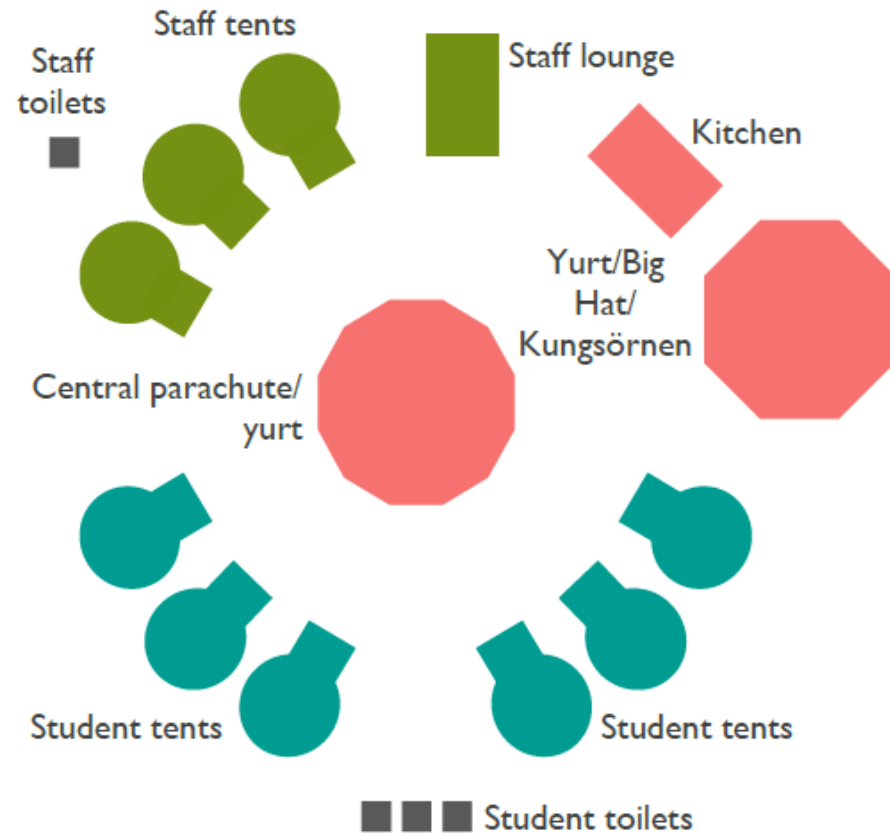 Staff tents
Staff
toilets
Staff lounge
Kitchen
Yurt/Big
Hat/
Kungsörnen
Central parachute/
yurt
Student tents
Student tents
Student toilets